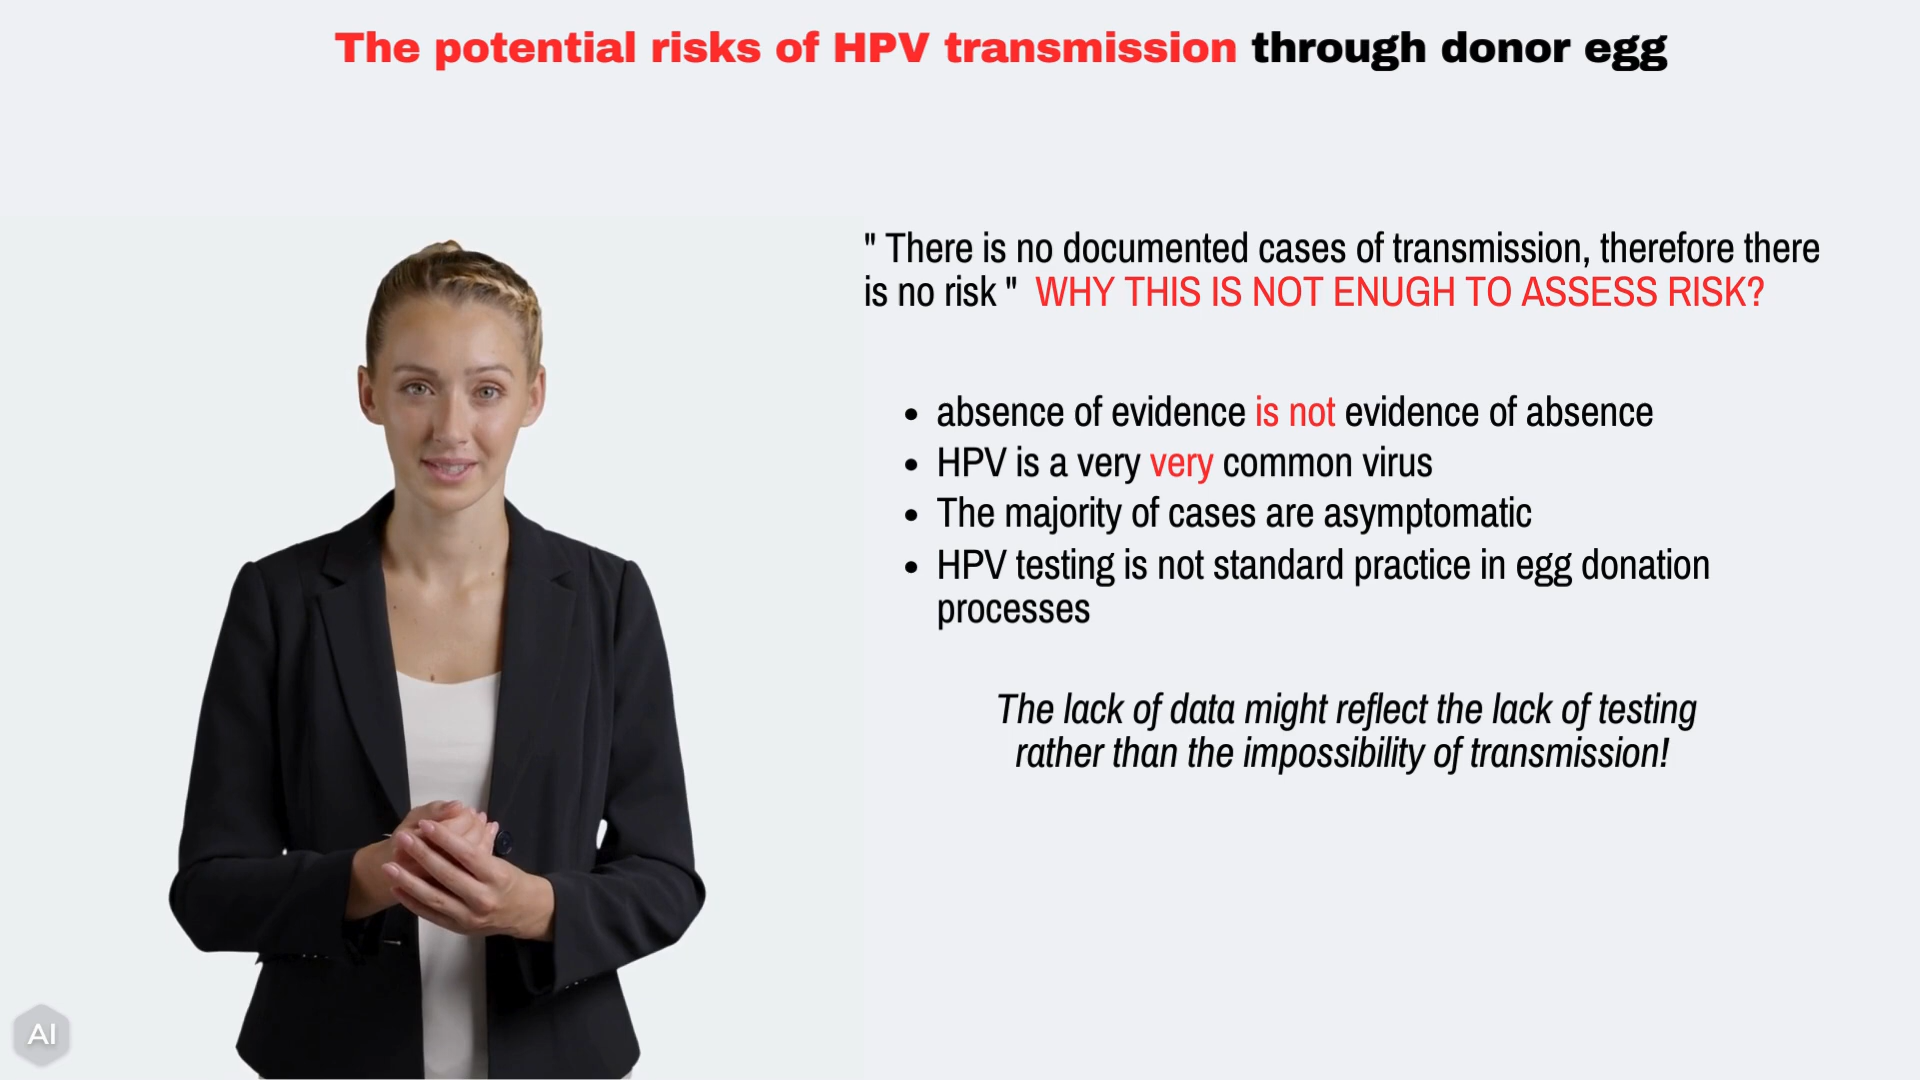 The potential risks of HPV transmission through donor egg
" There is no documented cases of transmission, therefore there
is no risk " WHY THIS IS NOT ENUGH TO ASSESS RISK?
• absence of evidence is not evidence of absence
• HPV is a very very common virus
• The majority of cases are asymptomatic
• HPV testing is not standard practice in egg donation
processes
The lack of data might reflect the lack of testing
rather than the impossibility of transmission!
AI